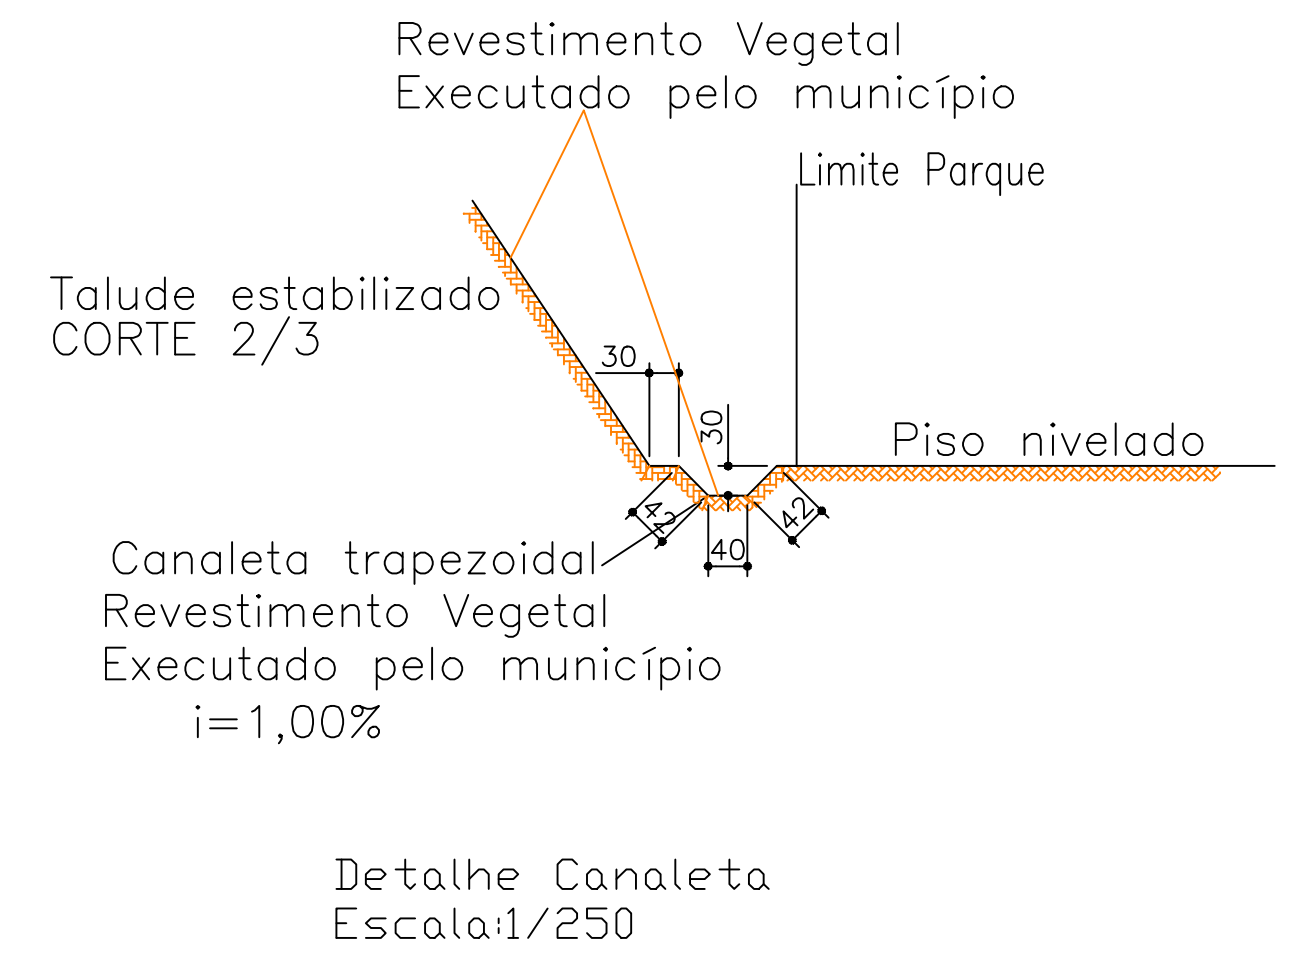 Revestimento Vegetal
Executado pelo município
Limite Parque
Talude estabilizado
CORTE 2/3
30
30
Piso nivelado
42
42
40
Canaleta trapezoidal
Revestimento Vegetal
Executado pelo município
i=1,00%
Detalhe Canaleta
Escala:1/250